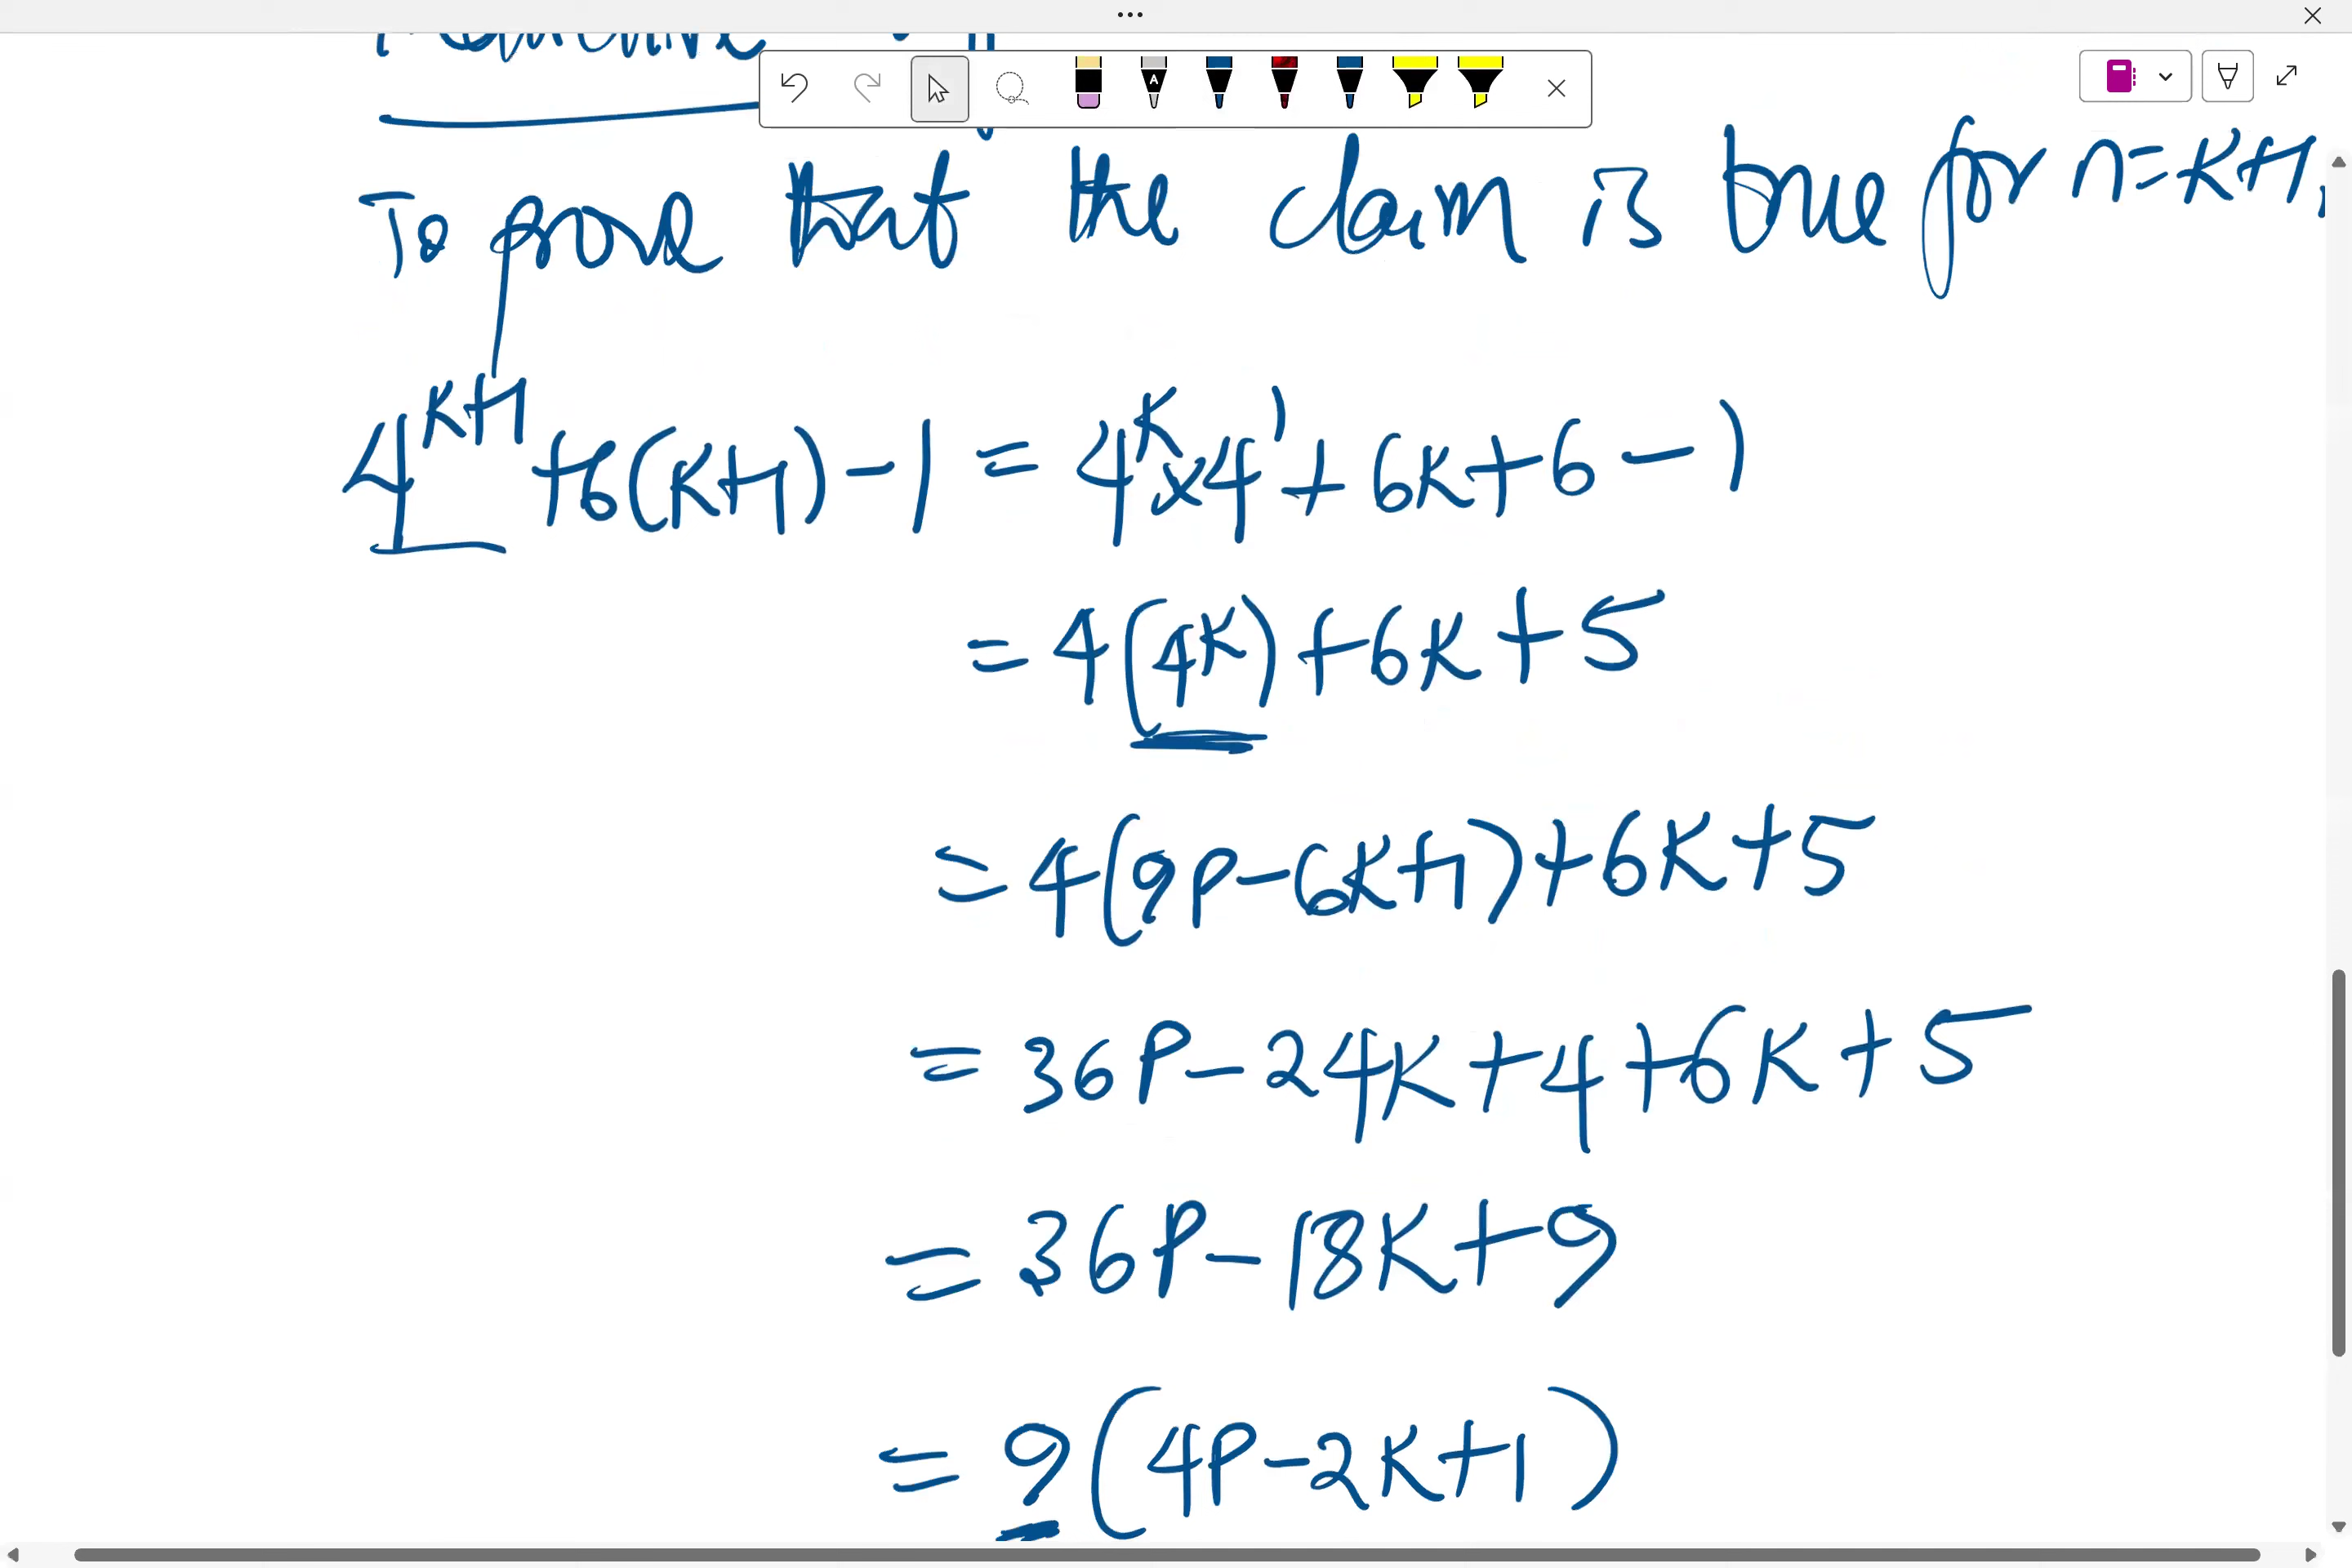 To prove that the claim is true for n=K+1,
4^{K+1} +6(K+1)-1 = 4^K x4^1 + 6K+6-1
= 4(4^K)+6K+5
= 4(9P-6K+1)+6K+5
= 36P-24K+4+6K+5
= 36P-18K+9
= 9(4P-2K+1)